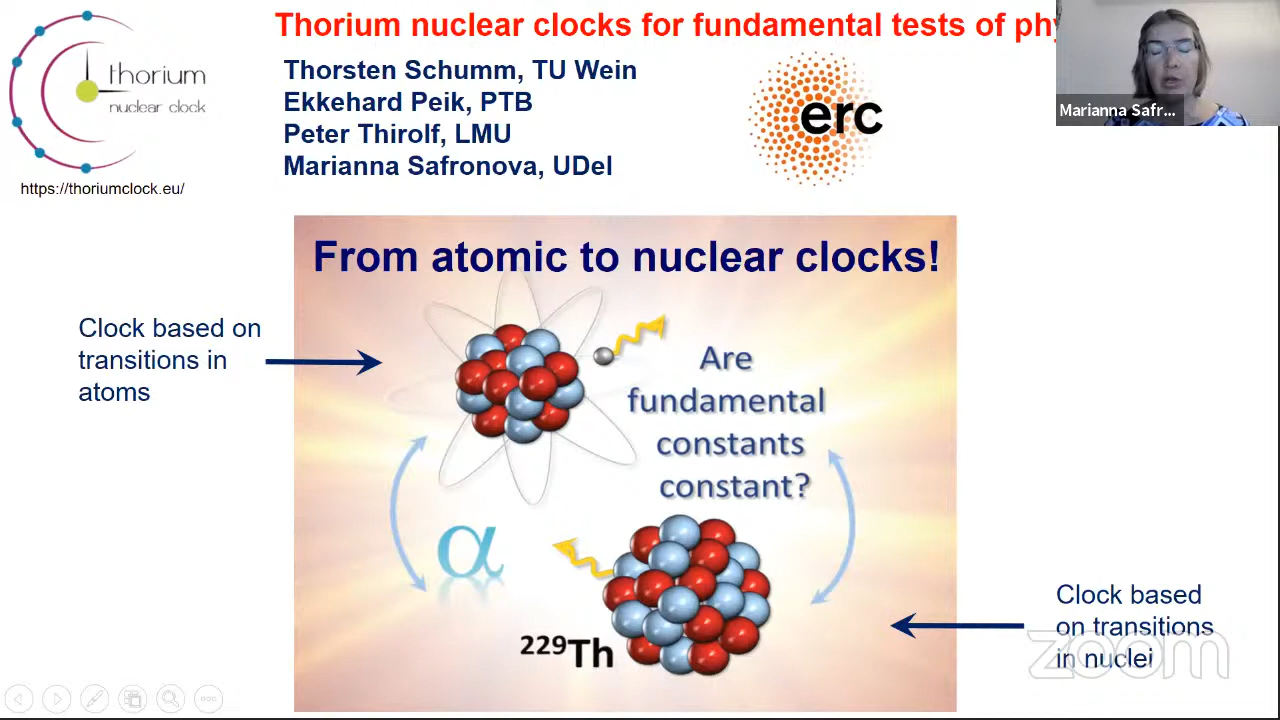 Thorium nuclear clocks for fundamental tests of phy
thorium
nuclear clock
https://thoriumclock.eu/
Thorsten Schumm, TU Wein
Ekkehard Peik, PTB
Peter Thirolf, LMU
Marianna Safronova, UDel
erc
Marianna Safr...
From atomic to nuclear clocks!
Clock based on
transitions in
atoms
Are
fundamental
constants
constant?
α
229Th
Clock based
on transitions
in nuclei
zoom